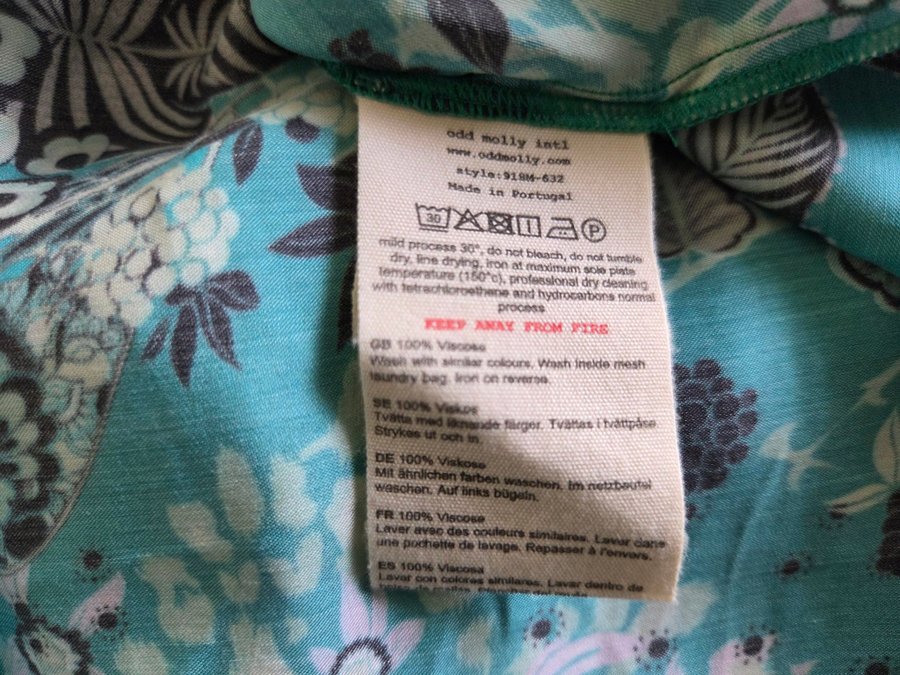 odd molly intl
www.oddmolly.com
style:918M-632
Made in Portugal
30 P
mild process 30°, do not bleach, do not tumble
dry, line drying, iron at maximum sole plate
temperature (150°c), professional dry cleaning
with tetrachloroethene and hydrocarbons normal
process
KEEP AWAY FROM FIRE
GB 100% Viscose
Wash with similar colours. Wash inside mesh
laundry bag. Iron on reverse.
SE 100% Viskos
Tvätta med liknande färger. Tvättas i tvättpåse.
Strykes ut och in.
DE 100% Viskose
Mit ähnlichen farben waschen. Im netzbeutel
waschen. Auf links bügeln.
FR 100% Viscose
Laver avec des couleurs similaires. Laver dans
une pochette de lavage. Repasser à l'envers.
ES 100% Viscosa
Lavar con colores similares. Lavar dentro de